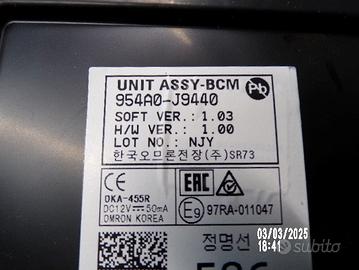 UNIT ASSY-BCM
Pb
954A0-J9440
SOFT VER.: 1.03
H/W VER.: 1.00
LOT NO.: NJY
한국오므론전장(주)SR73
CE
EAC
OKA-455R
DC12V 50mA
OMRON KOREA
E9
97RA-011047
정명선
03/03/2025
18:41
subito